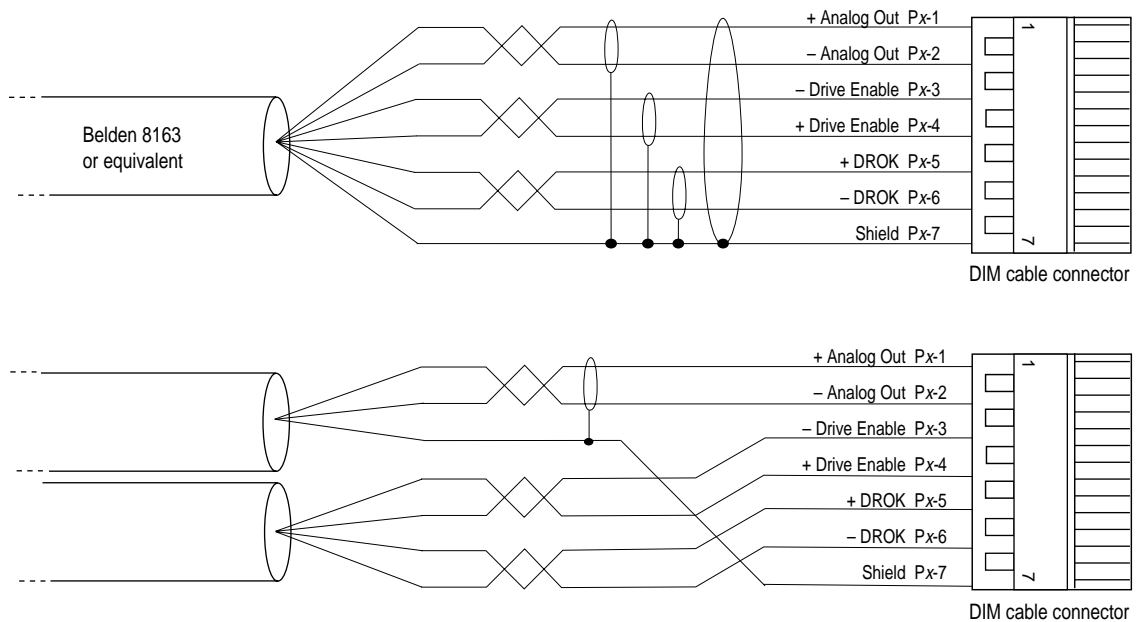 + Analog Out Px-1
– Analog Out Px-2
– Drive Enable Px-3
+ Drive Enable Px-4
+ DROK Px-5
– DROK Px-6
Shield Px-7
Belden 8163
or equivalent
1
7
DIM cable connector
+ Analog Out Px-1
– Analog Out Px-2
– Drive Enable Px-3
+ Drive Enable Px-4
+ DROK Px-5
– DROK Px-6
Shield Px-7
1
7
DIM cable connector